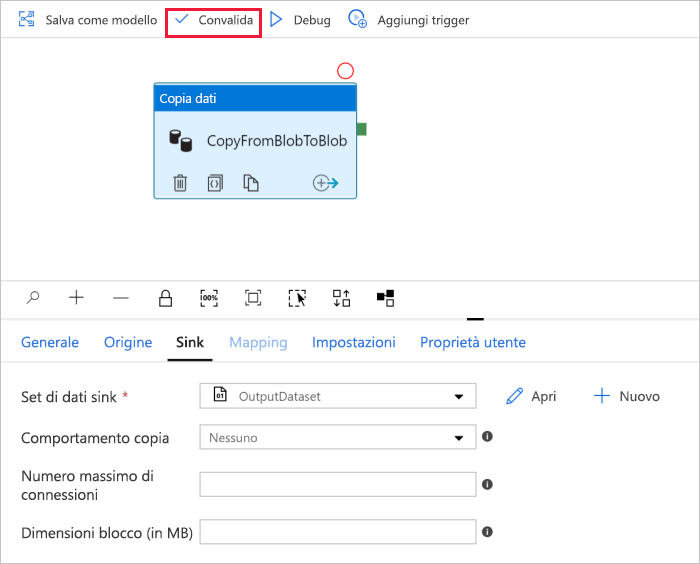 Salva come modello Convalida Debug Aggiungi trigger
Copia dati
CopyFromBlobToBlob
100%
Generale Origine Sink Mapping Impostazioni Proprietà utente
Set di dati sink * OutputDataset Apri Nuovo
Comportamento copia Nessuno
Numero massimo di
connessioni
Dimensioni blocco (in MB)